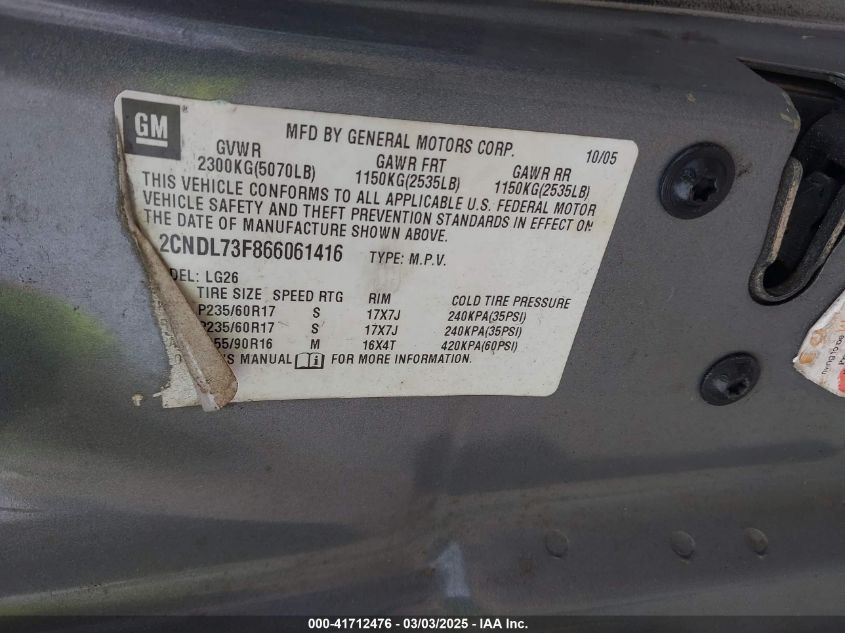 GM
®
MFD BY GENERAL MOTORS CORP. 10/05
GVWR GAWR FRT GAWR RR
2300KG(5070LB) 1150KG(2535LB) 1150KG(2535LB)
THIS VEHICLE CONFORMS TO ALL APPLICABLE U.S. FEDERAL MOTOR
VEHICLE SAFETY AND THEFT PREVENTION STANDARDS IN EFFECT ON
THE DATE OF MANUFACTURE SHOWN ABOVE.
2CNDL73F866061416 TYPE: M.P.V.
DEL: LG26
TIRE SIZE SPEED RTG RIM COLD TIRE PRESSURE
P235/60R17 S 17X7J 240KPA(35PSI)
P235/60R17 S 17X7J 240KPA(35PSI)
55/90R16 M 16X4T 420KPA(60PSI)
'S MANUAL i FOR MORE INFORMATION.
000-41712476 - 03/03/2025 - IAA Inc.